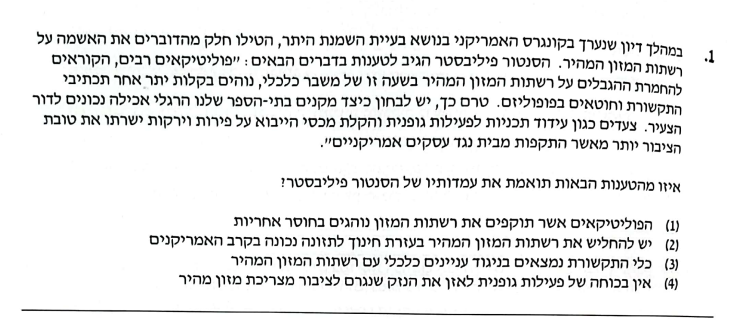 1. במהלך דיון שנערך בקונגרס האמריקני בנושא בעיית השמנת היתר, הטילו חלק מהדוברים את האשמה על
רשתות המזון המהיר. הסנטור פיליבסטר הגיב לטענות בדברים הבאים: "פוליטיקאים רבים, הקוראים
להחמרת ההגבלים על רשתות המזון המהיר בשעה זו של משבר כלכלי, נוהים בקלות יתר אחר תכתיבי
התקשורת וחוטאים בפופוליזם. טרם כך, יש לבחון כיצד מקנים בתי-הספר שלנו הרגלי אכילה נכונים לדור
הצעיר. צעדים כגון עידוד תכניות לפעילות גופנית והקלת מכסי הייבוא על פירות וירקות ישרתו את טובת
הציבור יותר מאשר התקפות מבית נגד עסקים אמריקניים".
איזו מהטענות הבאות תואמת את עמדותיו של הסנטור פיליבסטר?
(1) הפוליטיקאים אשר תוקפים את רשתות המזון נוהגים בחוסר אחריות
(2) יש להחליש את רשתות המזון המהיר בעזרת חינוך לתזונה נכונה בקרב האמריקנים
(3) כלי התקשורת נמצאים בניגוד עניינים כלכלי עם רשתות המזון המהיר
(4) אין בכוחה של פעילות גופנית לאזן את הנזק שנגרם לציבור מצריכת מזון מהיר